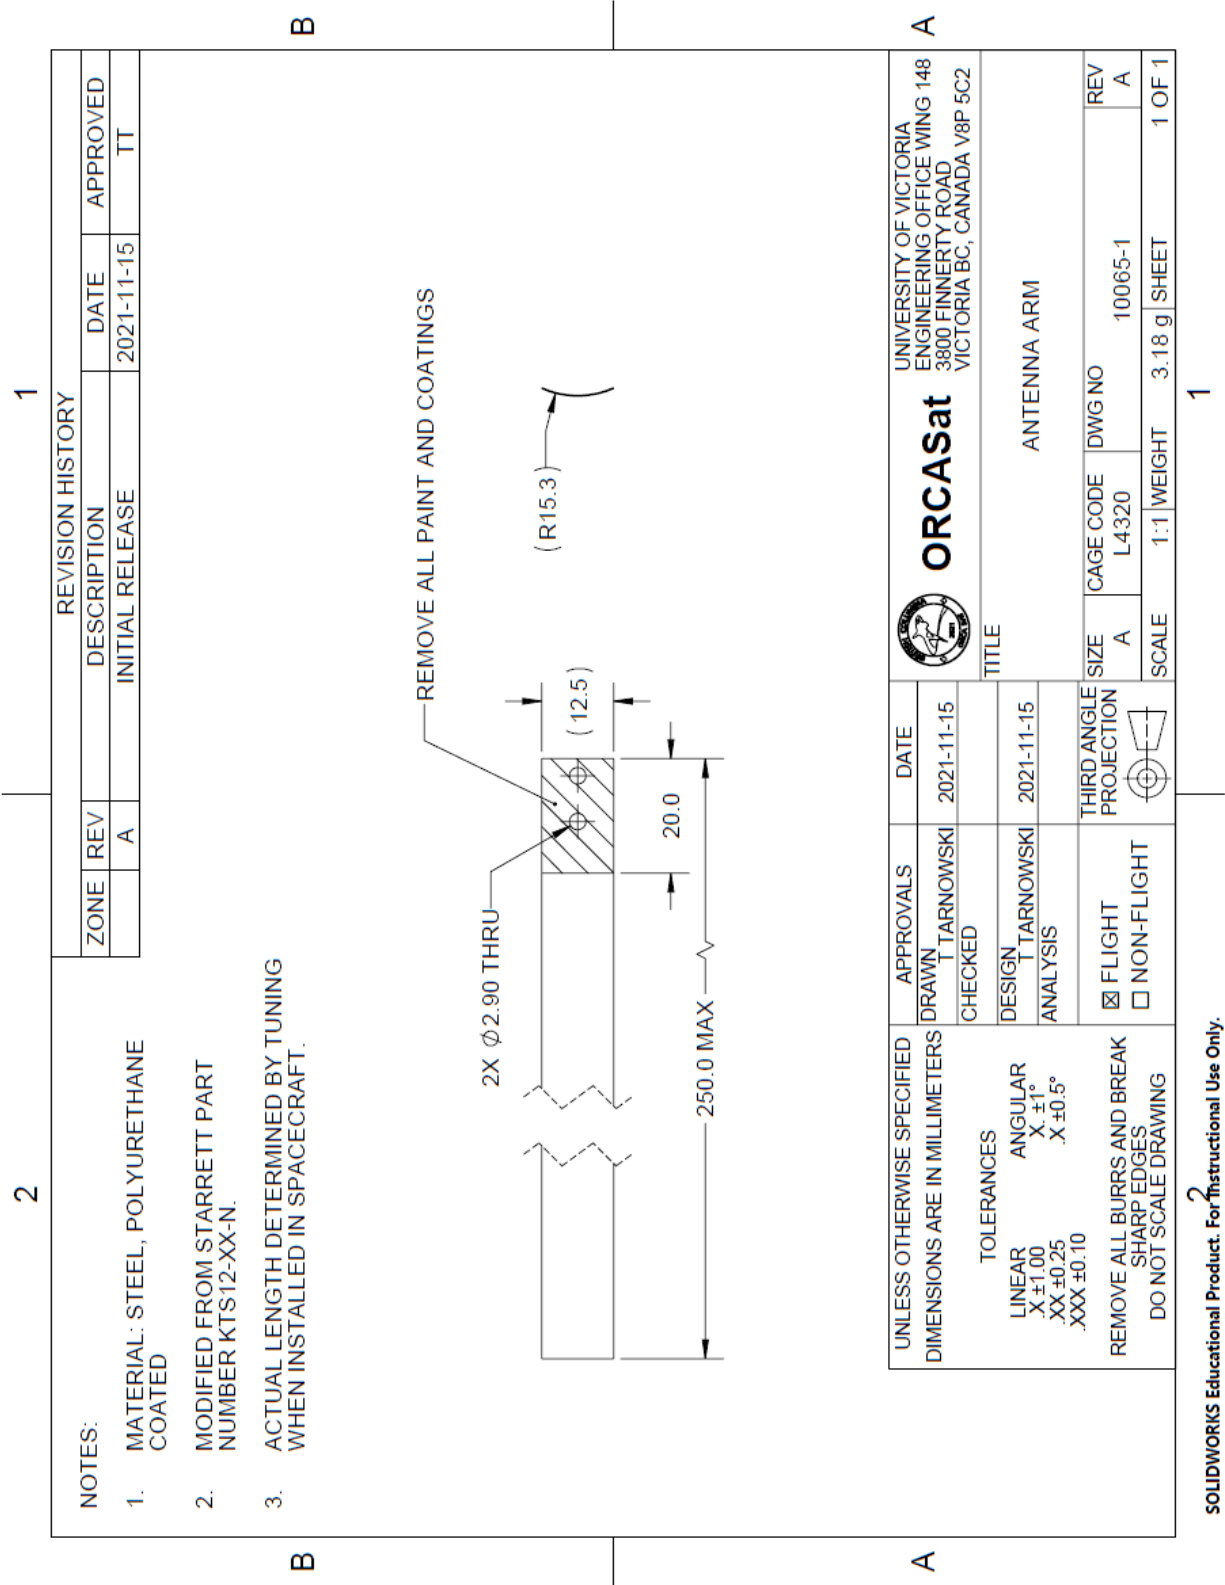 2
1
NOTES:
1. MATERIAL: STEEL, POLYURETHANE
COATED
2. MODIFIED FROM STARRETT PART
NUMBER KTS12-XX-N.
3. ACTUAL LENGTH DETERMINED BY TUNING
WHEN INSTALLED IN SPACECRAFT.
REVISION HISTORY
ZONE REV DESCRIPTION DATE APPROVED
A INITIAL RELEASE 2021-11-15 TT
B
B
REMOVE ALL PAINT AND COATINGS
2X ⌀2.90 THRU
(12.5)
(R15.3)
20.0
250.0 MAX
A
A
UNLESS OTHERWISE SPECIFIED
DIMENSIONS ARE IN MILLIMETERS
TOLERANCES
LINEAR ANGULAR
.X ±1.00 X. ±1°
.XX ±0.25 .X ±0.5°
.XXX ±0.10
REMOVE ALL BURRS AND BREAK
SHARP EDGES
DO NOT SCALE DRAWING
APPROVALS DATE
DRAWN
T TARNOWSKI 2021-11-15
CHECKED
DESIGN
T TARNOWSKI 2021-11-15
ANALYSIS
☒ FLIGHT
☐ NON-FLIGHT
THIRD ANGLE
PROJECTION
ORCASat
UNIVERSITY OF VICTORIA
ENGINEERING OFFICE WING 148
3800 FINNERTY ROAD
VICTORIA BC, CANADA V8P 5C2
TITLE
ANTENNA ARM
SIZE CAGE CODE DWG NO REV
A L4320 10065-1 A
SCALE 1:1 WEIGHT 3.18 g SHEET 1 OF 1
2
1
SOLIDWORKS Educational Product. For Instructional Use Only.